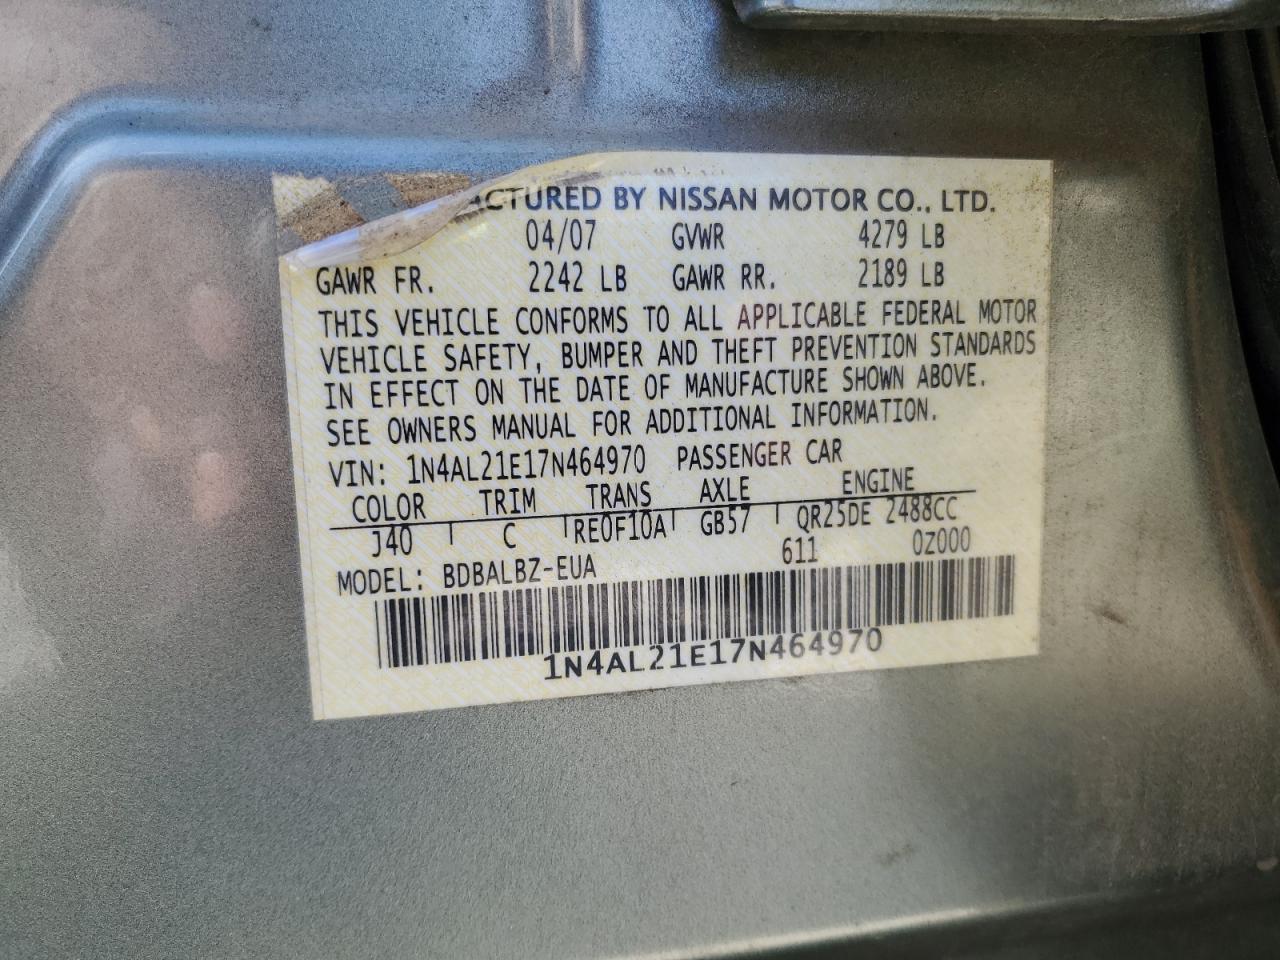 ACTURED BY NISSAN MOTOR CO., LTD.
04/07 GVWR 4279 LB
GAWR FR. 2242 LB GAWR RR. 2189 LB
THIS VEHICLE CONFORMS TO ALL APPLICABLE FEDERAL MOTOR
VEHICLE SAFETY, BUMPER AND THEFT PREVENTION STANDARDS
IN EFFECT ON THE DATE OF MANUFACTURE SHOWN ABOVE.
SEE OWNERS MANUAL FOR ADDITIONAL INFORMATION.
VIN: 1N4AL21E17N464970 PASSENGER CAR
COLOR TRIM TRANS AXLE ENGINE
J40 C RE0F10A GB57 QR25DE 2488CC
MODEL: BDBALBZ-EUA 611 0Z000
1N4AL21E17N464970